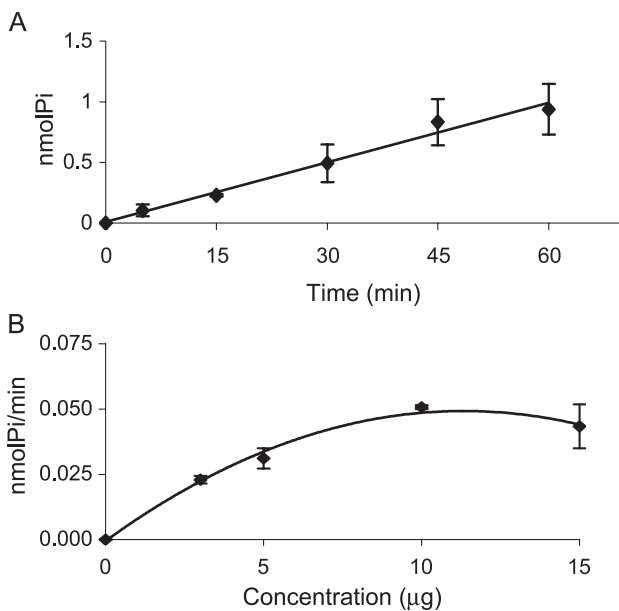 A
1.5
1
0.5
0
nmolPi
0 15 30 45 60
Time (min)
B
0.075
0.050
0.025
0.000
nmolPi/min
0 5 10 15
Concentration (μg)